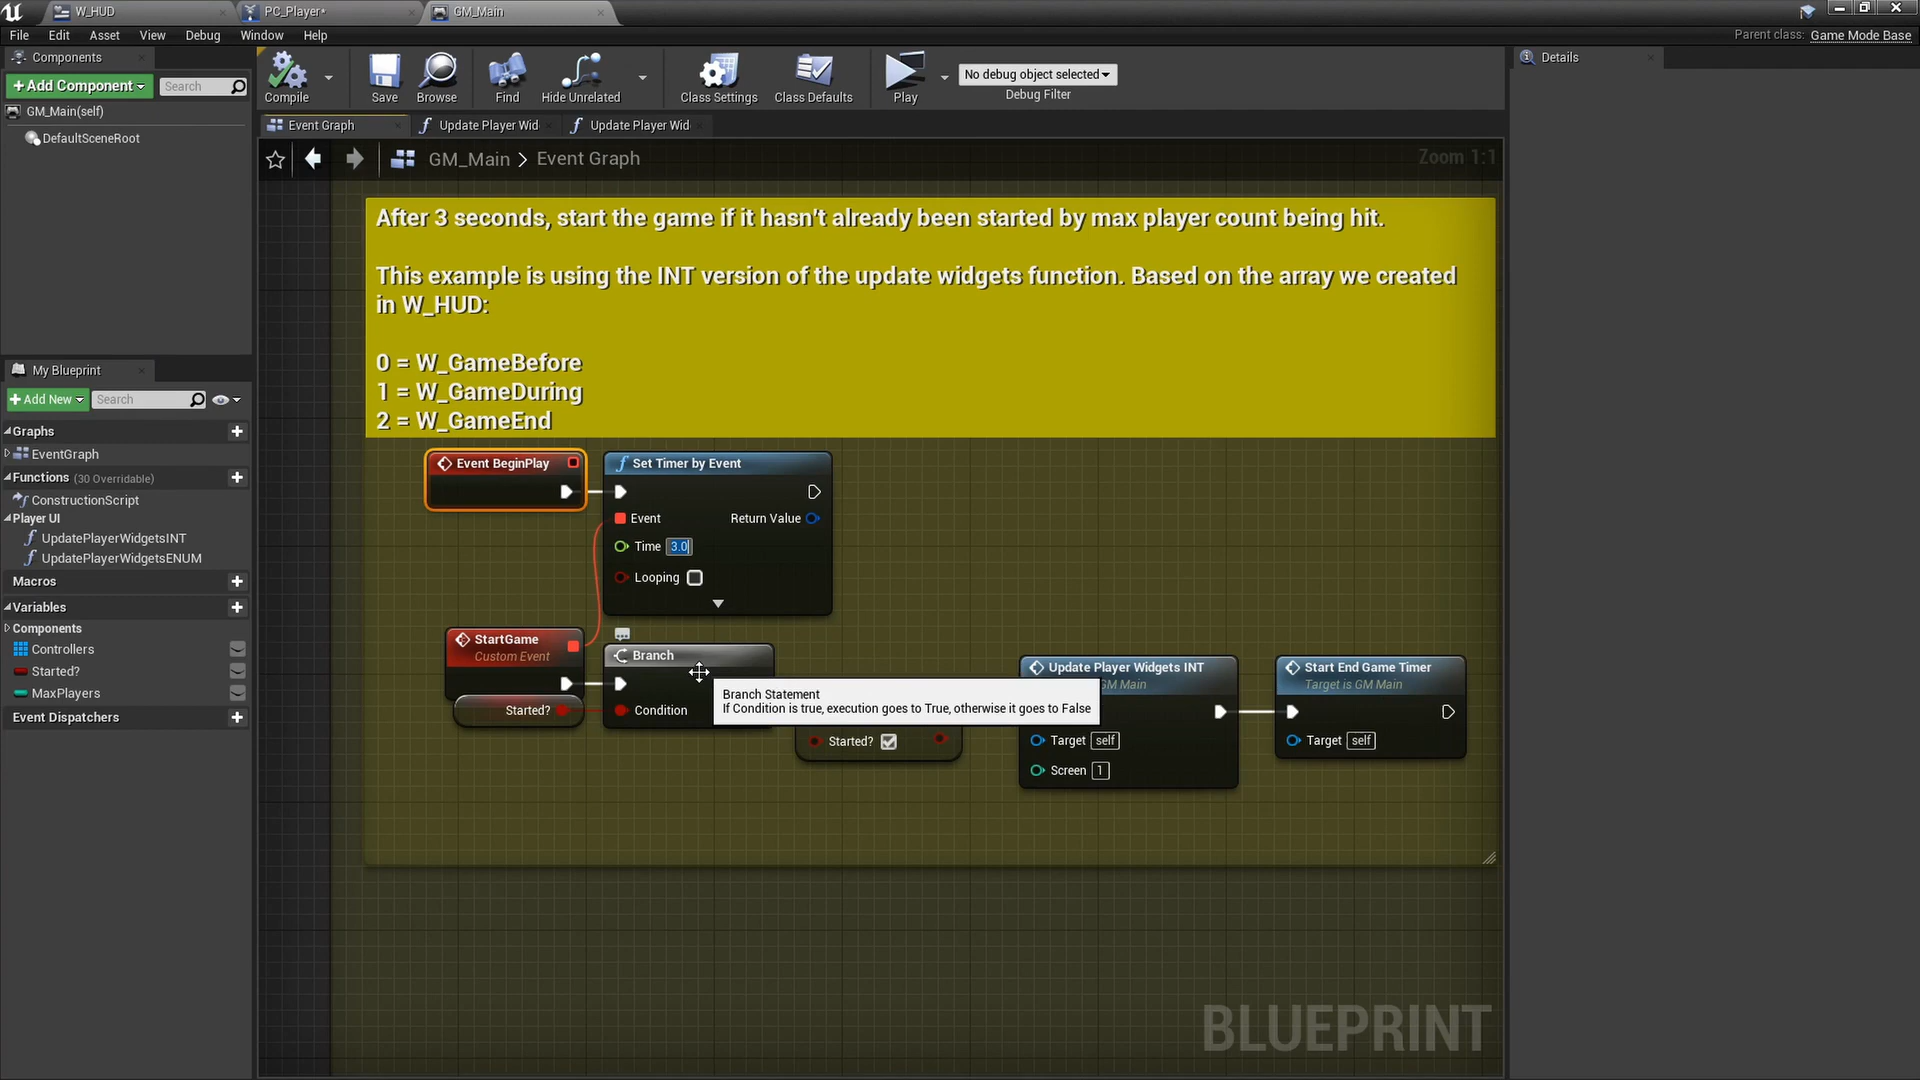 W_HUD
PC_Player*
GM_Main
File Edit Asset View Debug Window Help
Parent class: Game Mode Base
Components
Details
+Add Component
Search
GM_Main(self)
DefaultSceneRoot
Compile
Save
Browse
Find
Hide Unrelated
Class Settings
Class Defaults
Play
No debug object selected
Debug Filter
Event Graph
Update Player Wid
Update Player Wid
GM_Main > Event Graph
Zoom 1:1
After 3 seconds, start the game if it hasn't already been started by max player count being hit.
This example is using the INT version of the update widgets function. Based on the array we created
in W_HUD:
0 = W_GameBefore
1 = W_GameDuring
2 = W_GameEnd
My Blueprint
+Add New
Search
Graphs
EventGraph
Functions (30 Overridable)
ConstructionScript
Player UI
UpdatePlayerWidgetsINT
UpdatePlayerWidgetsENUM
Macros
Variables
Components
Controllers
Started?
MaxPlayers
Event Dispatchers
Event BeginPlay
Set Timer by Event
Event
Return Value
Time 3.0
Looping
StartGame
Custom Event
Started?
Branch
Condition
Branch Statement
If Condition is true, execution goes to True, otherwise it goes to False
Started?
Update Player Widgets INT
GM Main
Target self
Screen 1
Start End Game Timer
Target is GM Main
Target self
BLUEPRINT